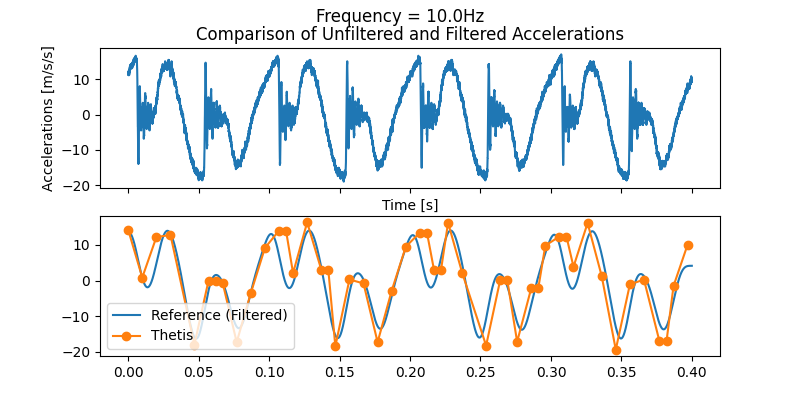 Frequency = 10.0Hz
Comparison of Unfiltered and Filtered Accelerations
Accelerations [m/s/s]
10
0
−10
−20
Time [s]
10
0
−10
−20
Reference (Filtered)
Thetis
0.00 0.05 0.10 0.15 0.20 0.25 0.30 0.35 0.40